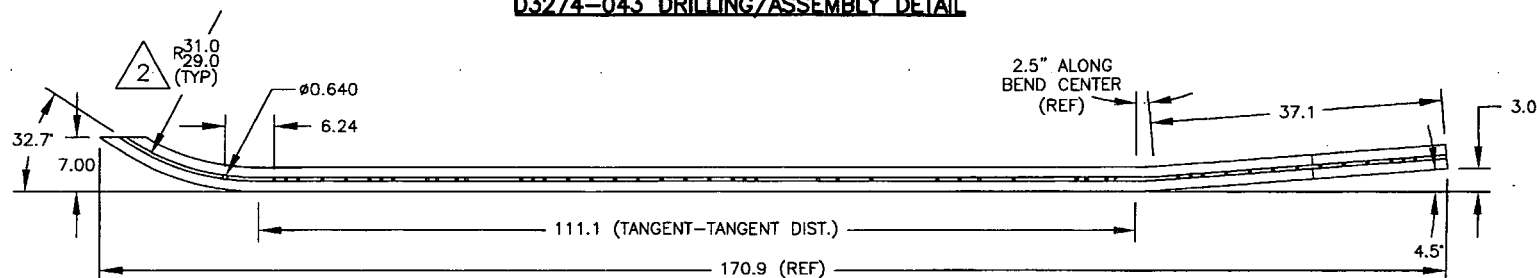 D3274-043 DRILLING/ASSEMBLY DETAIL
2
R31.0
29.0
(TYP)
Ø0.640
6.24
32.7°
7.00
2.5" ALONG
BEND CENTER
(REF)
37.1
3.0
111.1 (TANGENT-TANGENT DIST.)
4.5°
170.9 (REF)